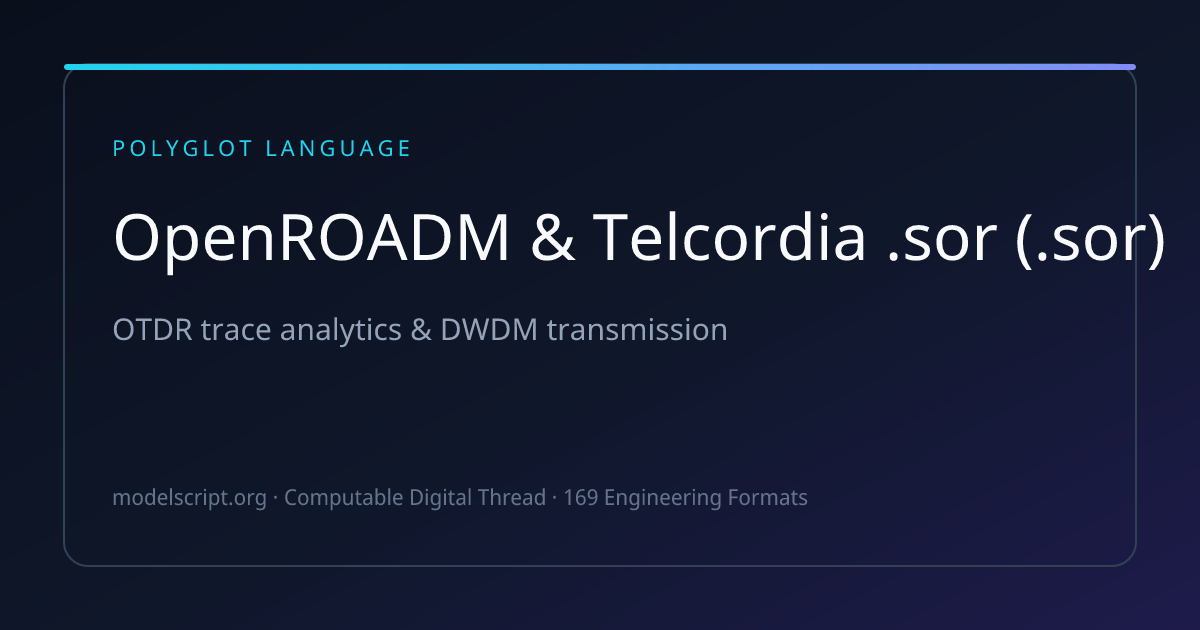 POLYGLOT LANGUAGE
OpenROADM & Telcordia .sor (.sor)
OTDR trace analytics & DWDM transmission
modelscript.org · Computable Digital Thread · 169 Engineering Formats